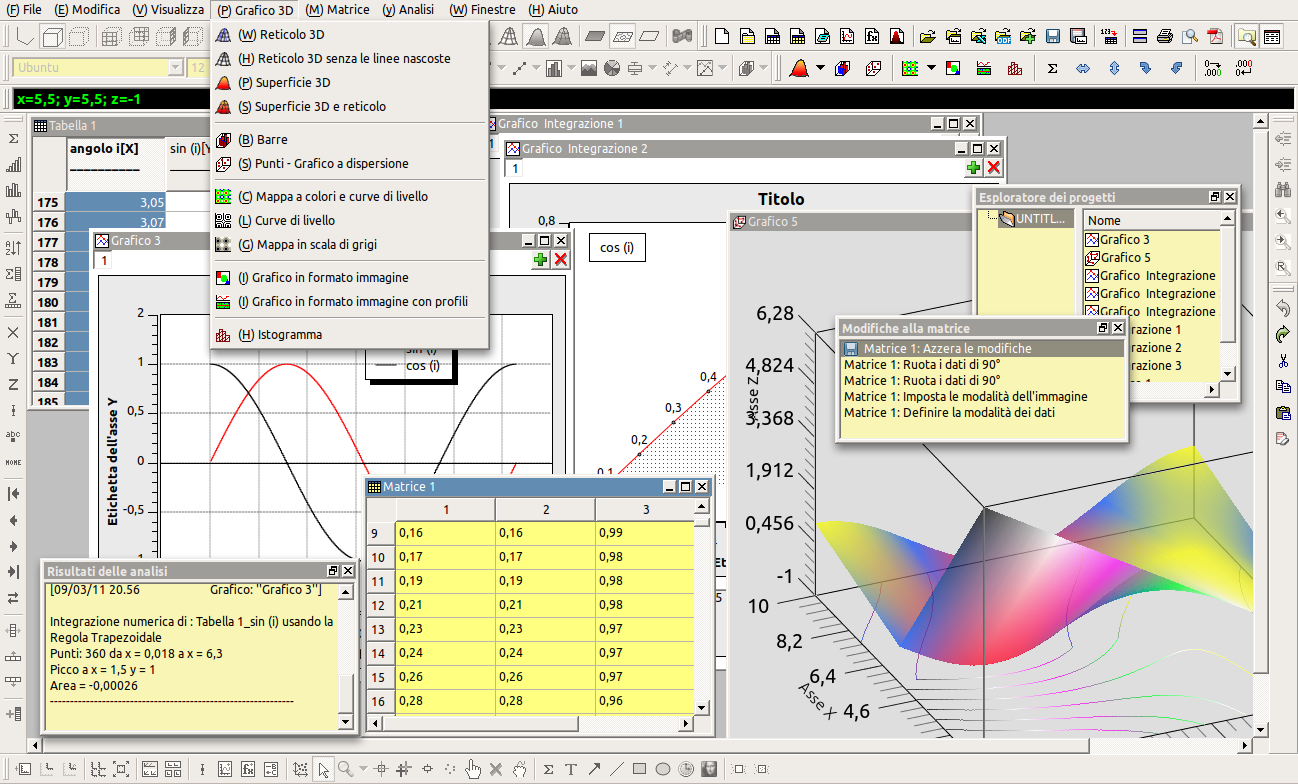 (F) File (E) Modifica (V) Visualizza (P) Grafico 3D (M) Matrice (y) Analisi (W) Finestre (H) Aiuto
Ubuntu 12
x=5,5; y=5,5; z=-1
(W) Reticolo 3D
(H) Reticolo 3D senza le linee nascoste
(P) Superficie 3D
(S) Superficie 3D e reticolo
(B) Barre
(S) Punti - Grafico a dispersione
(C) Mappa a colori e curve di livello
(L) Curve di livello
(G) Mappa in scala di grigi
(I) Grafico in formato immagine
(I) Grafico in formato immagine con profili
(H) Istogramma
Tabella 1
angolo i[X] sin (i)[Y
175 3,05
176 3,07
177
178
179
180
181
182
183
184
185
Grafico Integrazione 1
1
Grafico Integrazione 2
1
Titolo
0,8
cos (i)
0,4
0,3
0,2
0,1
Grafico 3
1
2
1
0,5
0
-0,5
-1
Etichetta dell'asse Y
sin (i)
cos (i)
Esploratore dei progetti
UNTITL...
Nome
Grafico 3
Grafico 5
Grafico Integrazione
Grafico Integrazione
Grafico Integrazione
razione 1
razione 2
razione 3
Modifiche alla matrice
Matrice 1: Azzera le modifiche
Matrice 1: Ruota i dati di 90°
Matrice 1: Ruota i dati di 90°
Matrice 1: Imposta le modalità dell'immagine
Matrice 1: Definire la modalità dei dati
Grafico 5
6,28
4,824
3,368
1,912
0,456
-1
Asse Z
10
8,2
6,4
4,6
Asse X
Matrice 1
1 2 3
9 0,16 0,16 0,99
10 0,17 0,17 0,98
11 0,19 0,19 0,98
12 0,21 0,21 0,98
13 0,23 0,23 0,97
14 0,24 0,24 0,97
15 0,26 0,26 0,97
16 0,28 0,28 0,96
Risultati delle analisi
[09/03/11 20.56 Grafico: "Grafico 3"]
Integrazione numerica di : Tabella 1_sin (i) usando la
Regola Trapezoidale
Punti: 360 da x = 0,018 a x = 6,3
Picco a x = 1,5 y = 1
Area = -0,00026